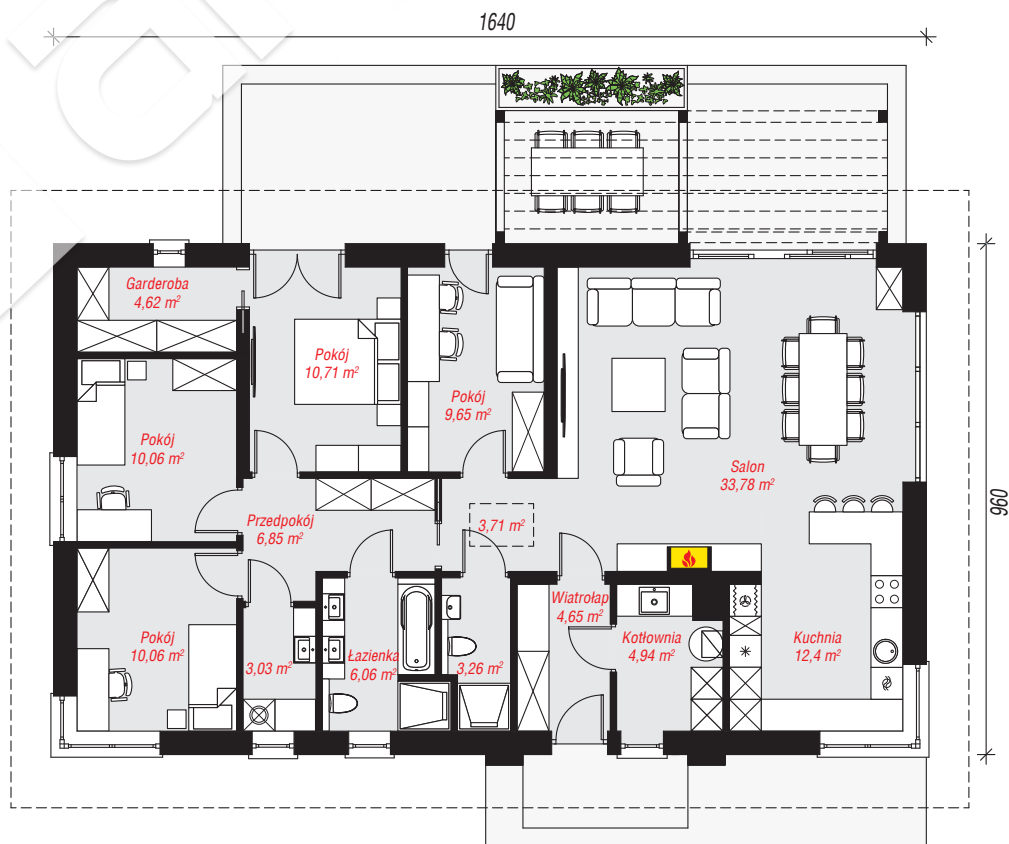 1640
Garderoba
4,62 m²
Pokój
10,71 m²
Pokój
9,65 m²
Pokój
10,06 m²
Salon
33,78 m²
960
Przedpokój
6,85 m²
3,71 m²
Wiatrołap
4,65 m²
Pokój
10,06 m²
3,03 m²
Łazienka
6,06 m²
3,26 m²
Kotłownia
4,94 m²
Kuchnia
12,4 m²